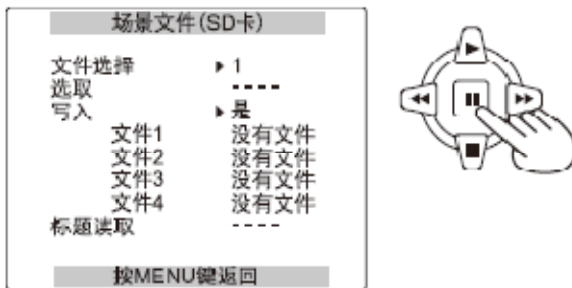 场景文件(SD卡)
文件选择 ▶ 1
选取 ----
写入 ▶ 是
文件1 没有文件
文件2 没有文件
文件3 没有文件
文件4 没有文件
标题读取 ----
按MENU键返回